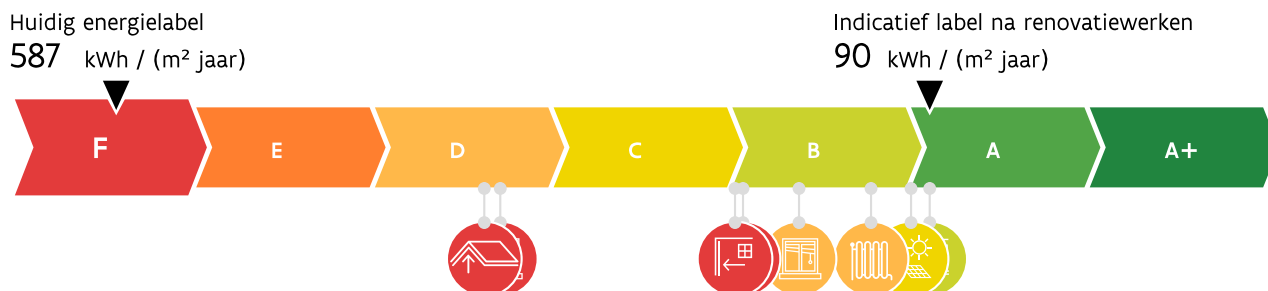 Huidig energielabel
587 kWh / (m² jaar)
Indicatief label na renovatiewerken
90 kWh / (m² jaar)
F E D C B A A+